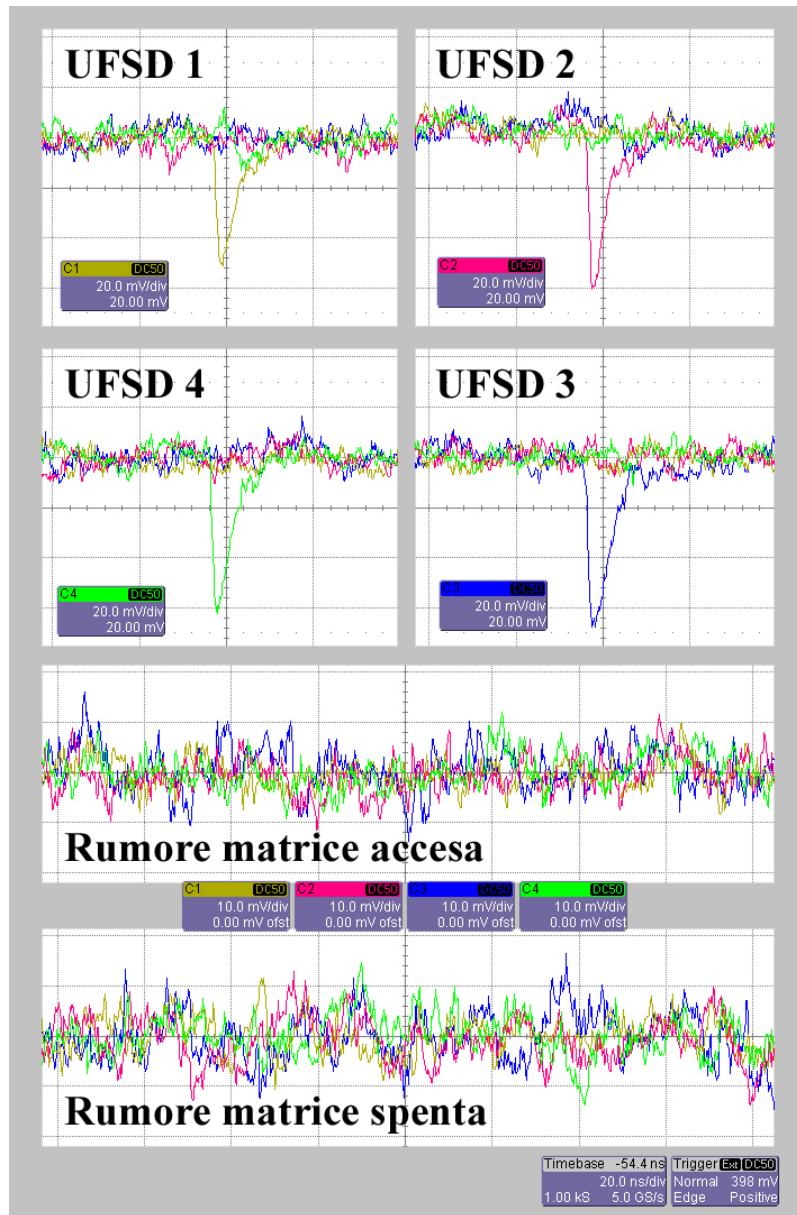 UFSD 1
C1 DC50
20.0 mV/div
20.00 mV
UFSD 2
C2 DC50
20.0 mV/div
20.00 mV
UFSD 4
C4 DC50
20.0 mV/div
20.00 mV
UFSD 3
C3 DC50
20.0 mV/div
20.00 mV
Rumore matrice accesa
C1 DC50 C2 DC50 C3 DC50 C4 DC50
10.0 mV/div 10.0 mV/div 10.0 mV/div 10.0 mV/div
0.00 mV ofst 0.00 mV ofst 0.00 mV ofst 0.00 mV ofst
Rumore matrice spenta
Timebase -54.4 ns Trigger Ext DC50
20.0 ns/div Normal 398 mV
1.00 kS 5.0 GS/s Edge Positive